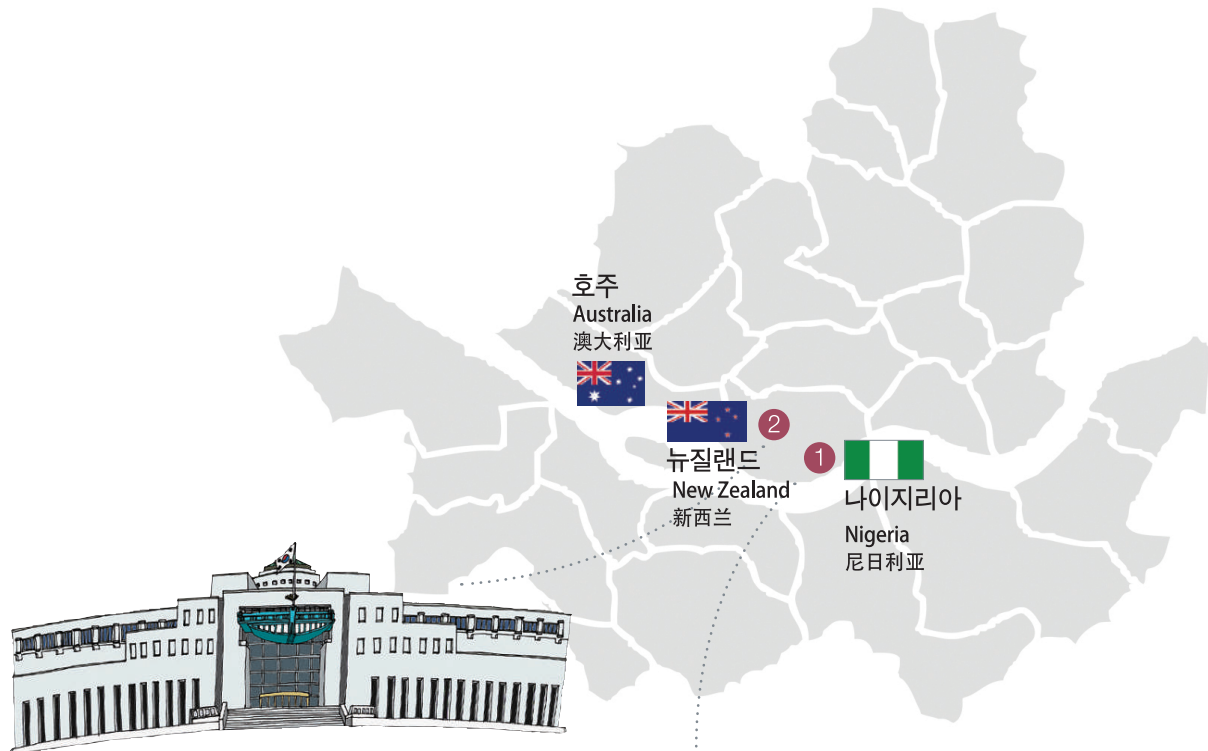 호주
Australia
澳大利亚
2
뉴질랜드
New Zealand
新西兰
1
나이지리아
Nigeria
尼日利亚